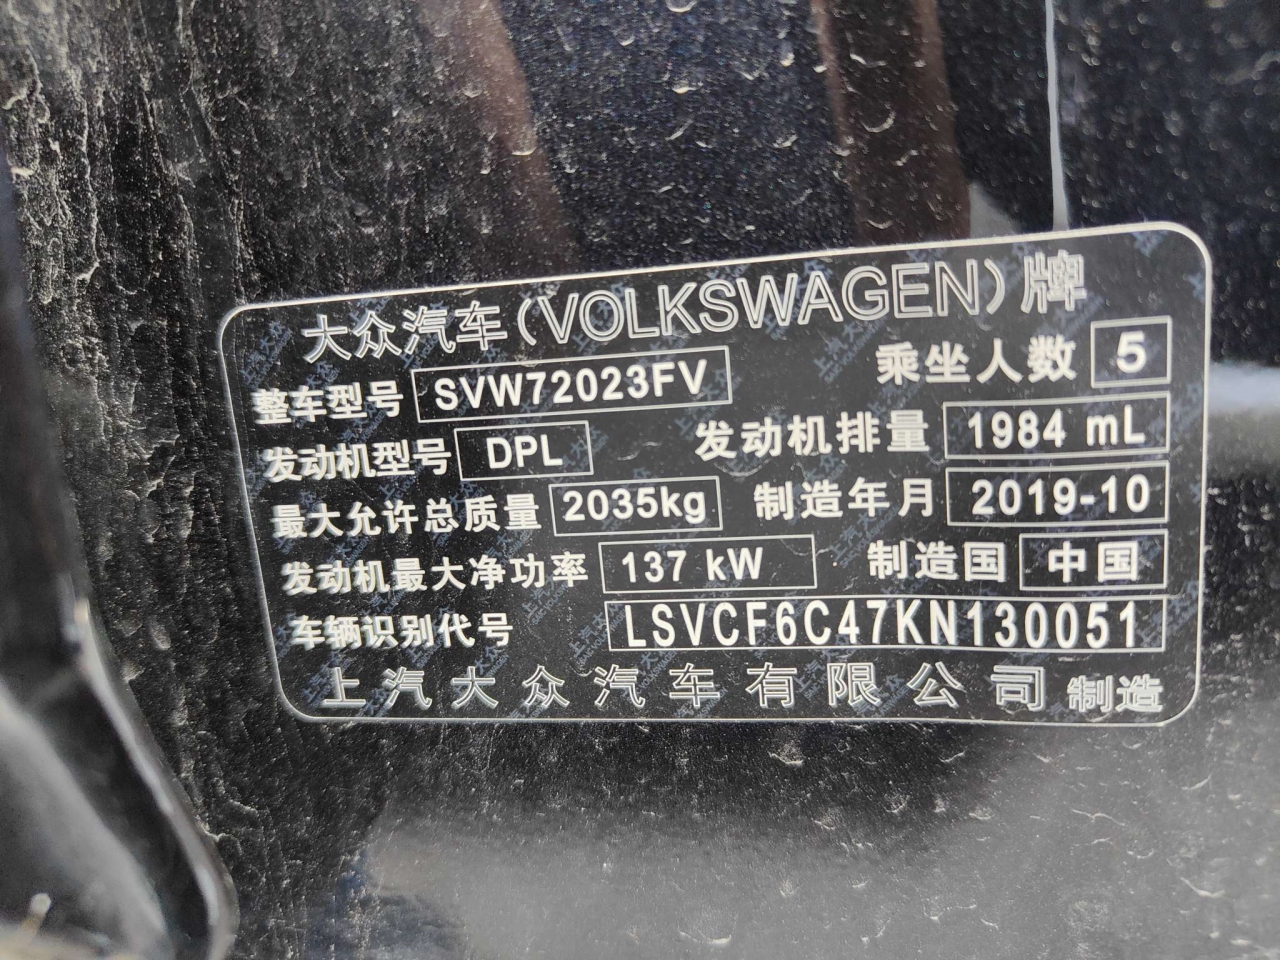 大众汽车(VOLKSWAGEN)牌
整车型号 SVW72023FV 乘坐人数 5
发动机型号 DPL 发动机排量 1984 mL
最大允许总质量 2035kg 制造年月 2019-10
发动机最大净功率 137 kW 制造国 中国
车辆识别代号 LSVCF6C47KN130051
上汽大众汽车有限公司 制造